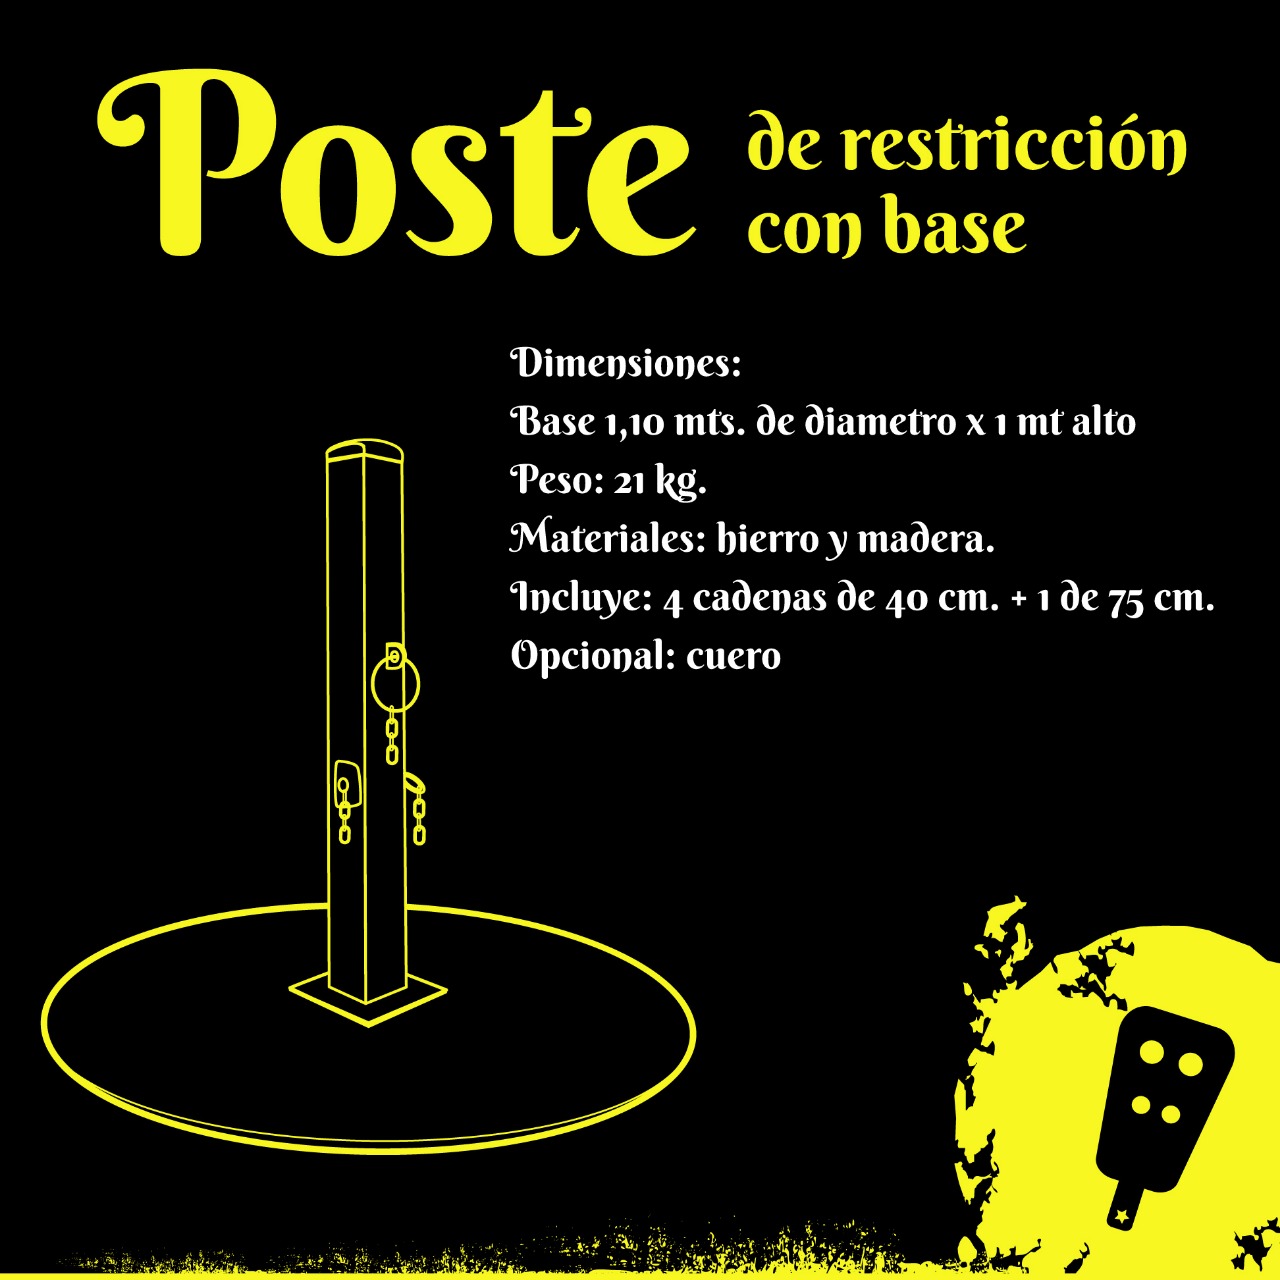 Poste
de restricción
con base
Dimensiones:
Base 1,10 mts. de diametro x 1 mt alto
Peso: 21 kg.
Materiales: hierro y madera.
Incluye: 4 cadenas de 40 cm. + 1 de 75 cm.
Opcional: cuero